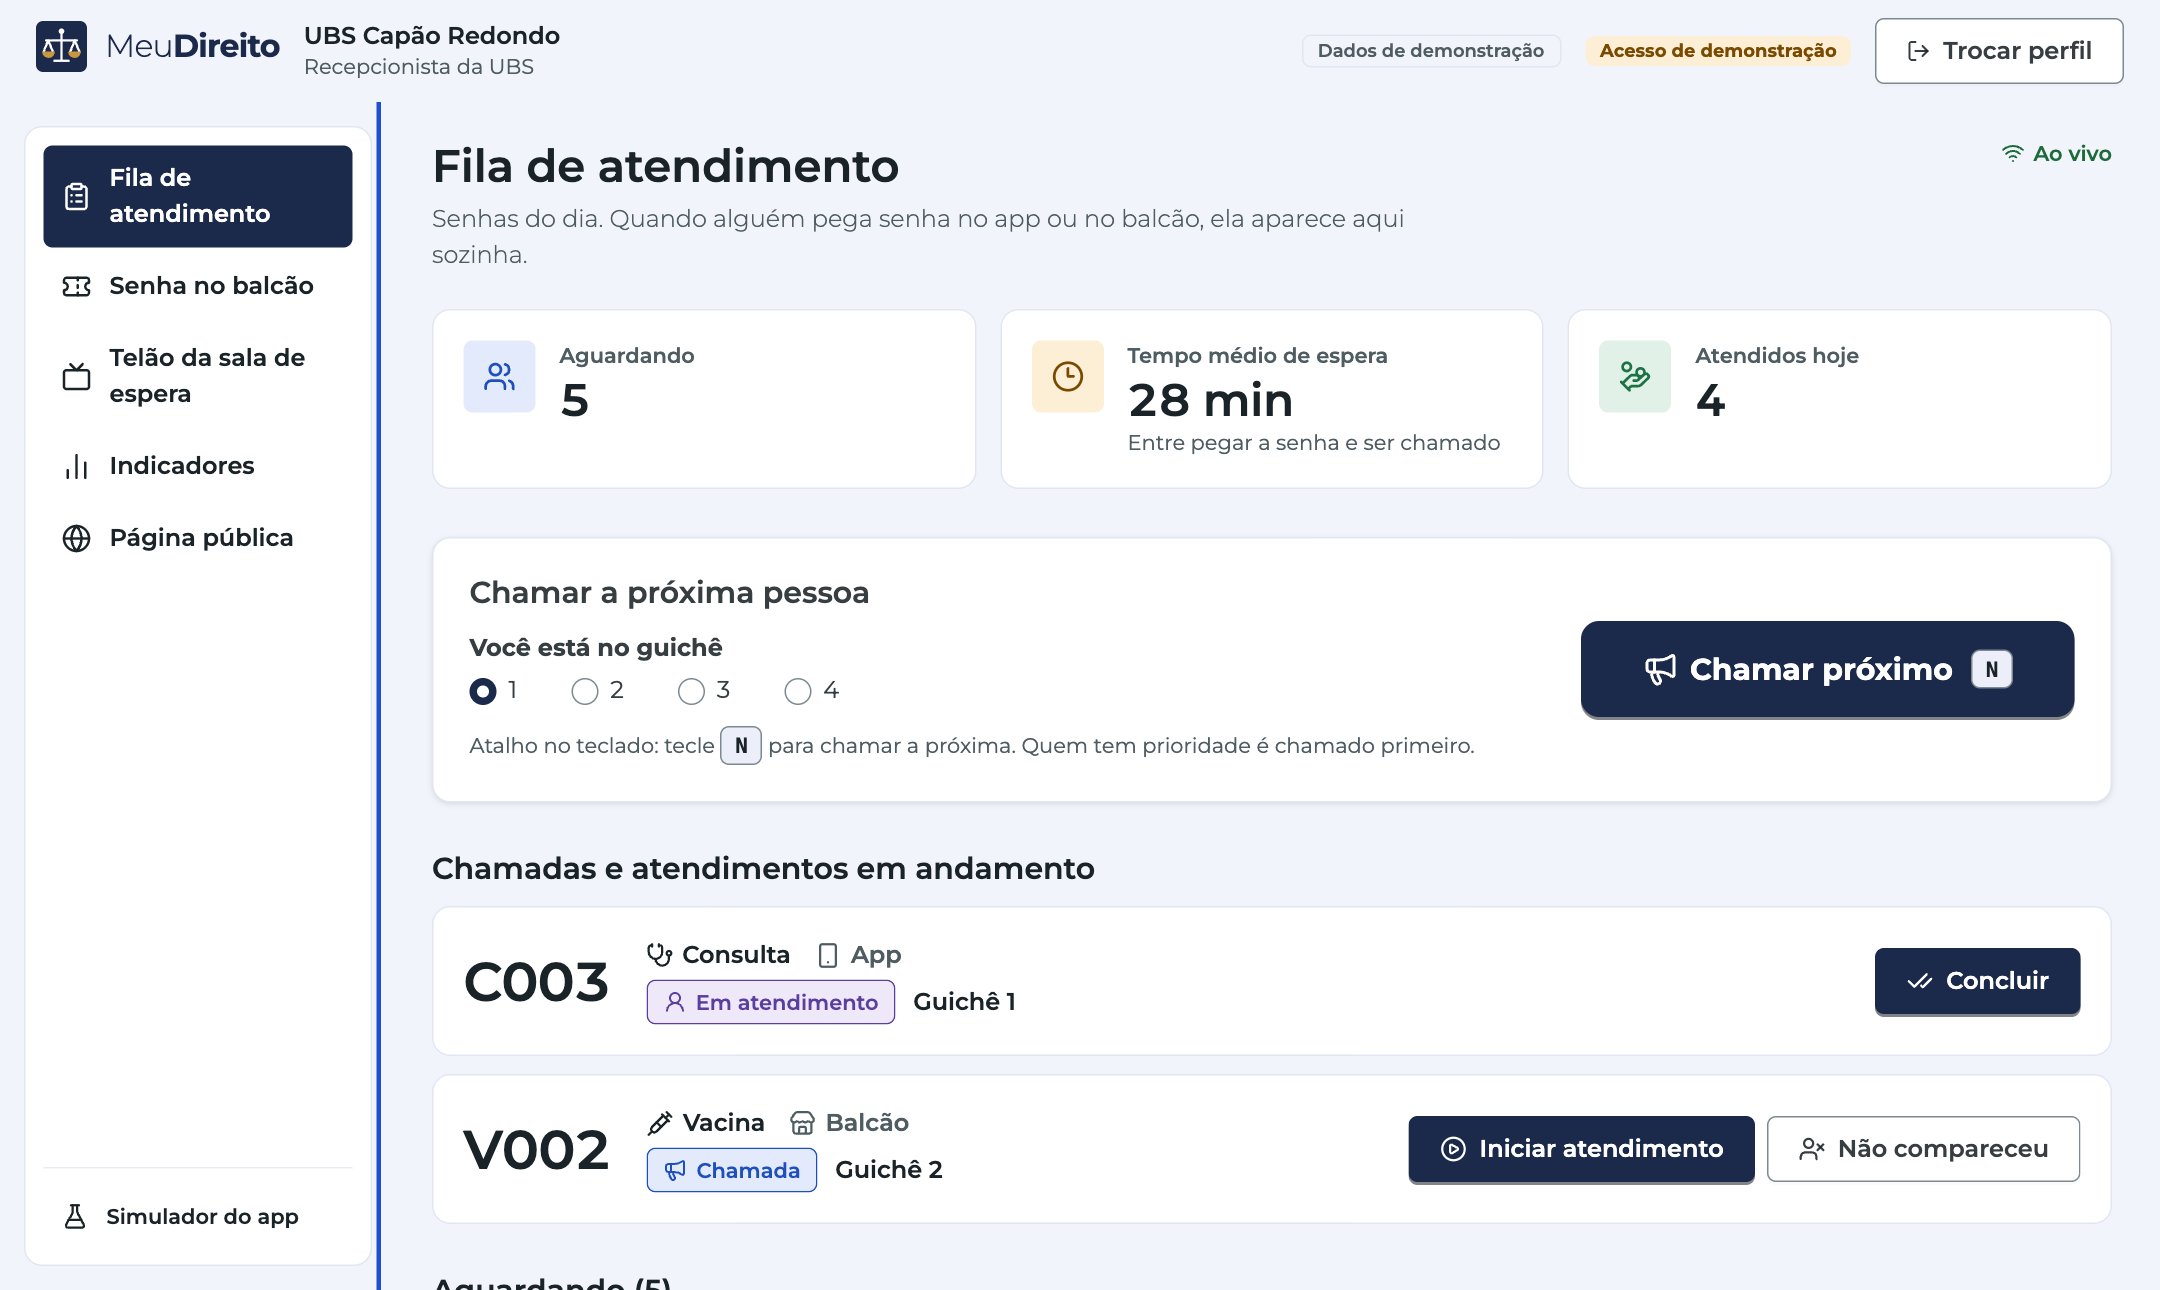 MeuDireito
UBS Capão Redondo
Recepcionista da UBS
Dados de demonstração
Acesso de demonstração
Trocar perfil
Fila de
atendimento
Senha no balcão
Telão da sala de
espera
Indicadores
Página pública
Simulador do app
Fila de atendimento
Ao vivo
Senhas do dia. Quando alguém pega senha no app ou no balcão, ela aparece aqui
sozinha.
Aguardando
5
Tempo médio de espera
28 min
Entre pegar a senha e ser chamado
Atendidos hoje
4
Chamar a próxima pessoa
Você está no guichê
1 2 3 4
Atalho no teclado: tecle N para chamar a próxima. Quem tem prioridade é chamado primeiro.
Chamar próximo N
Chamadas e atendimentos em andamento
C003
Consulta App
Em atendimento Guichê 1
Concluir
V002
Vacina Balcão
Chamada Guichê 2
Iniciar atendimento
Não compareceu
Aguardando (5)